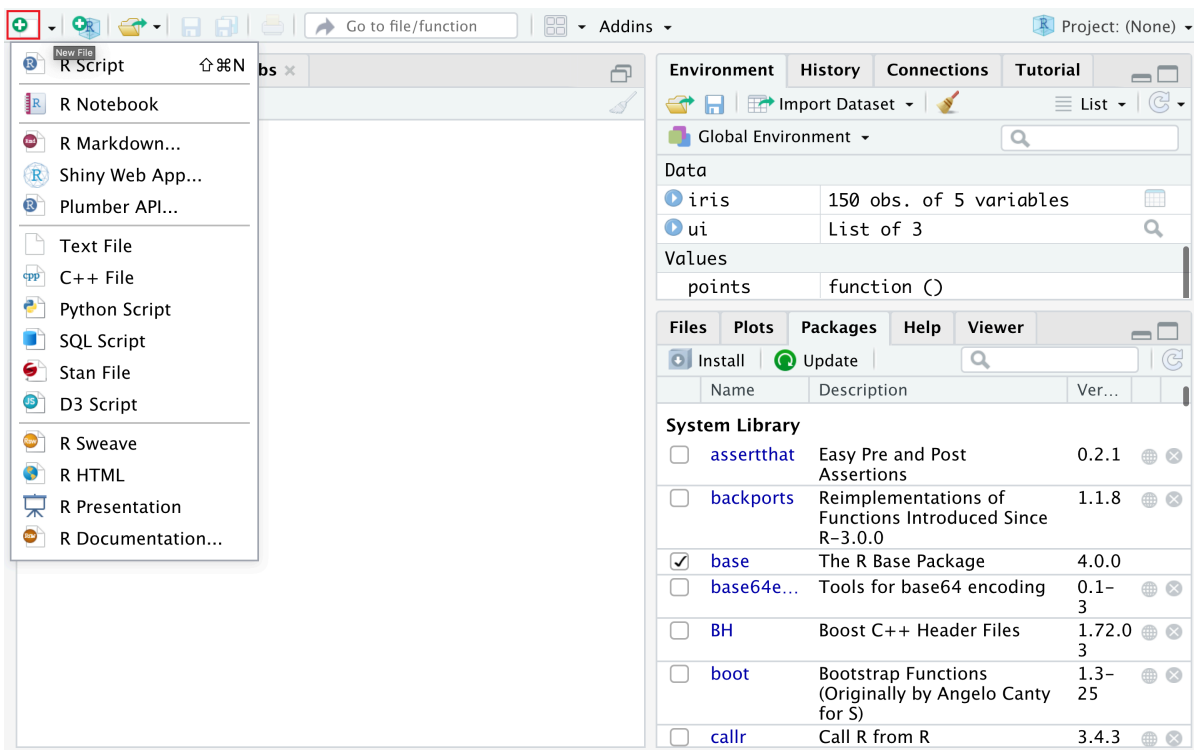 Go to file/function
Addins
Project: (None)
New File
R Script ⇧⌘N
R Notebook
R Markdown...
Shiny Web App...
Plumber API...
Text File
C++ File
Python Script
SQL Script
Stan File
D3 Script
R Sweave
R HTML
R Presentation
R Documentation...
bs
Environment History Connections Tutorial
Import Dataset List
Global Environment
Data
iris 150 obs. of 5 variables
ui List of 3
Values
points function ()
Files Plots Packages Help Viewer
Install Update
Name Description Ver...
System Library
assertthat Easy Pre and Post 0.2.1
Assertions
backports Reimplementations of 1.1.8
Functions Introduced Since
R-3.0.0
base The R Base Package 4.0.0
base64e... Tools for base64 encoding 0.1-
3
BH Boost C++ Header Files 1.72.0
3
boot Bootstrap Functions 1.3-
(Originally by Angelo Canty 25
for S)
callr Call R from R 3.4.3